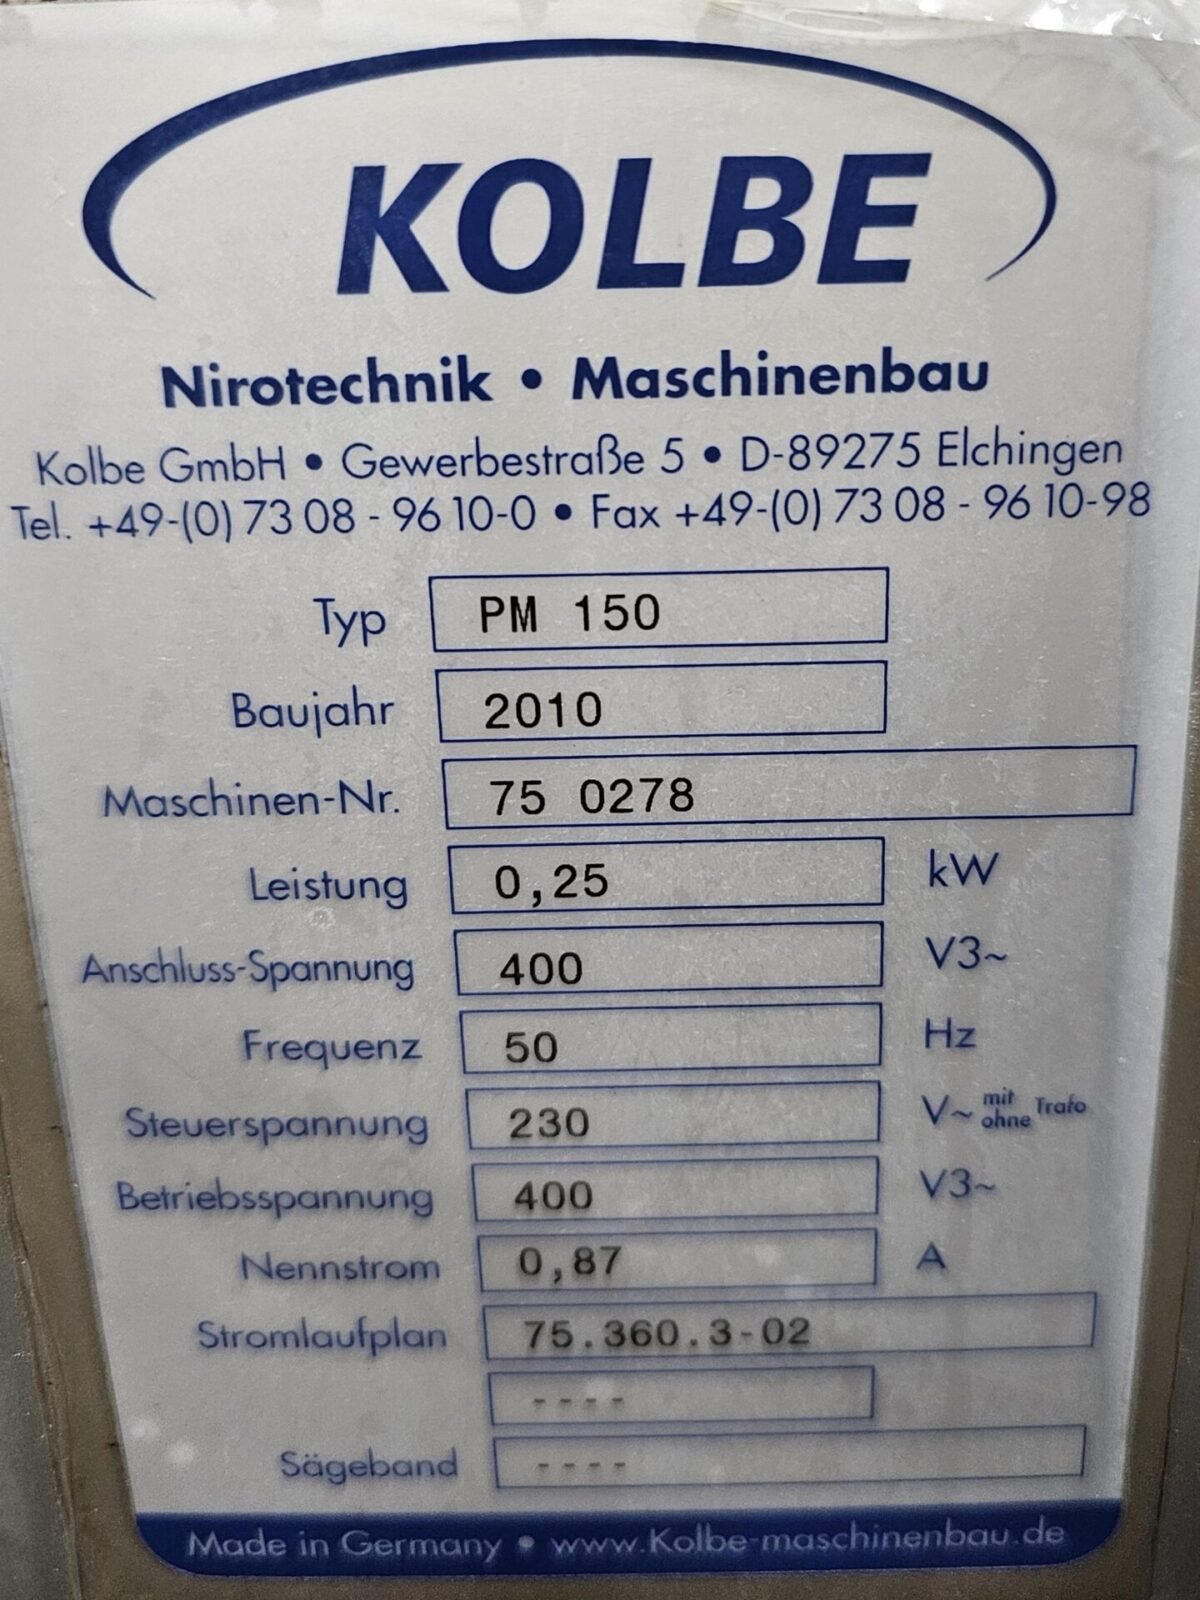 KOLBE
Nirotechnik • Maschinenbau
Kolbe GmbH • Gewerbestraße 5 • D-89275 Elchingen
Tel. +49-(0) 73 08 - 96 10-0 • Fax +49-(0) 73 08 - 96 10-98
Typ PM 150
Baujahr 2010
Maschinen-Nr. 75 0278
Leistung 0,25 kW
Anschluss-Spannung 400 V3~
Frequenz 50 Hz
Steuerspannung 230 V~ mit ohne Trafo
Betriebsspannung 400 V3~
Nennstrom 0,87 A
Stromlaufplan 75.360.3-02
----
Sägeband ----
Made in Germany • www.Kolbe-maschinenbau.de